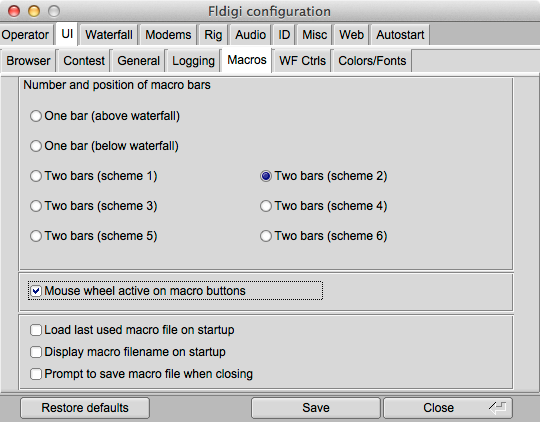 Fldigi configuration
Operator UI Waterfall Modems Rig Audio ID Misc Web Autostart
Browser Contest General Logging Macros WF Ctrls Colors/Fonts
Number and position of macro bars
One bar (above waterfall)
One bar (below waterfall)
Two bars (scheme 1) Two bars (scheme 2)
Two bars (scheme 3) Two bars (scheme 4)
Two bars (scheme 5) Two bars (scheme 6)
Mouse wheel active on macro buttons
Load last used macro file on startup
Display macro filename on startup
Prompt to save macro file when closing
Restore defaults Save Close